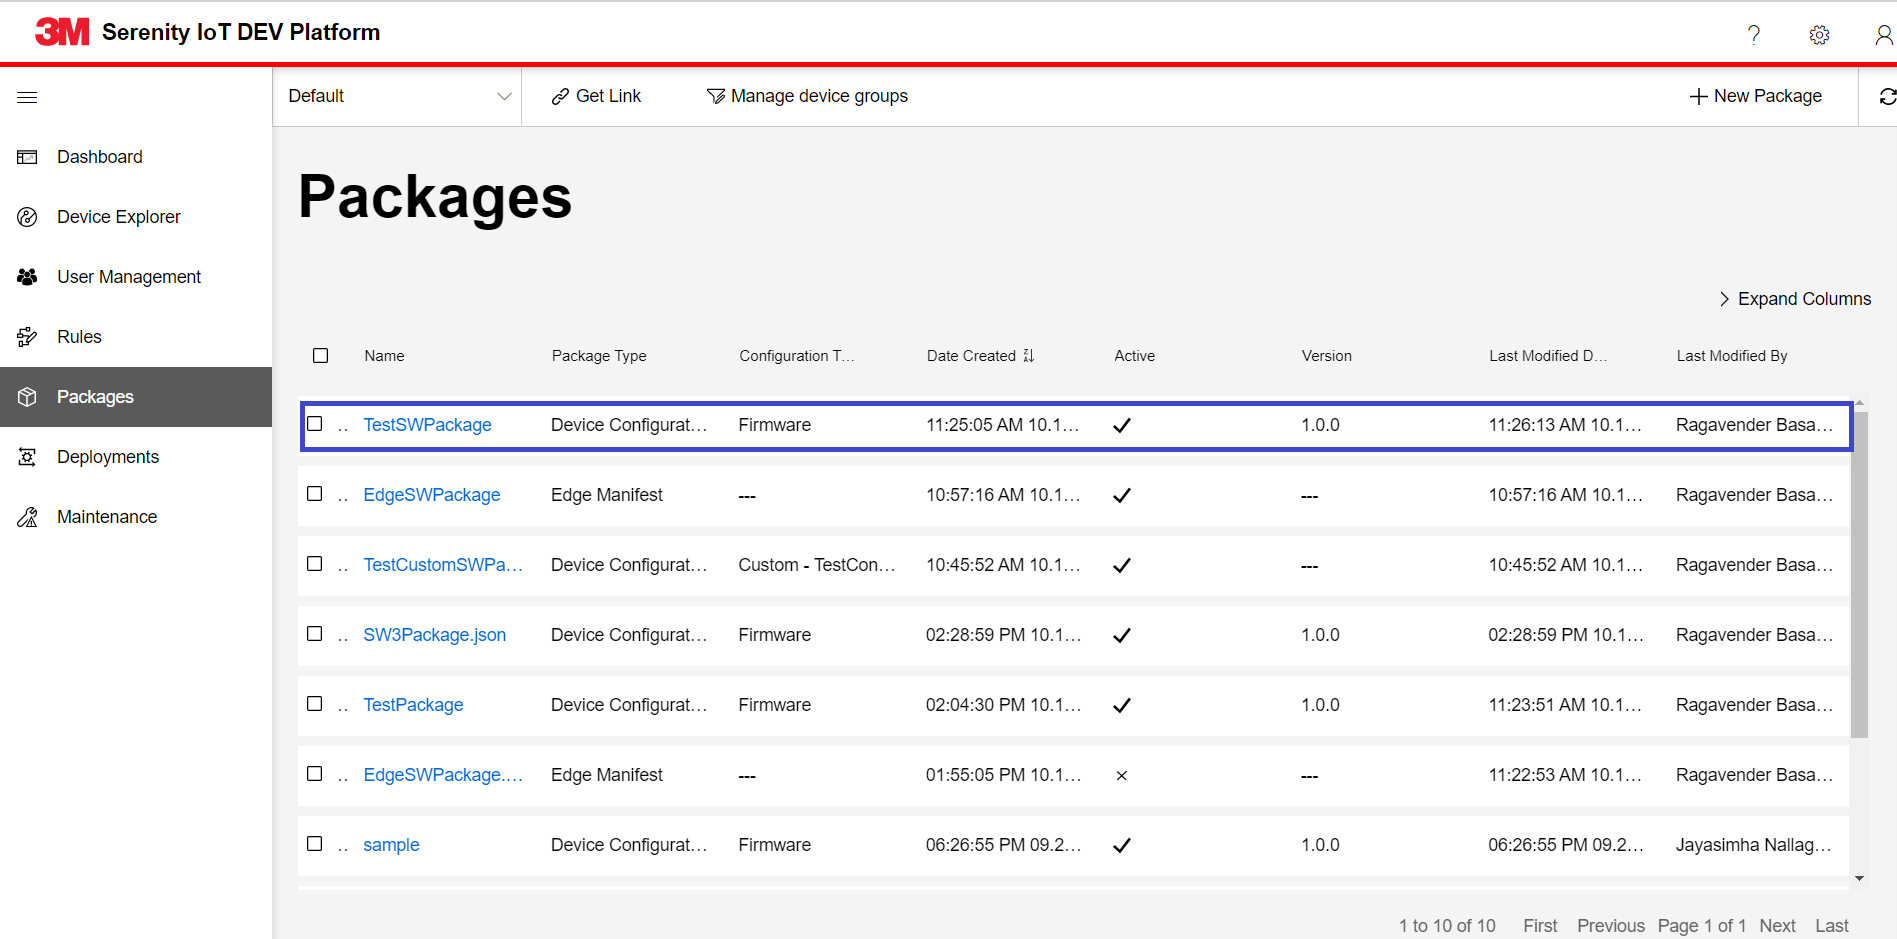 3M Serenity IoT DEV Platform
Default Get Link Manage device groups + New Package
Dashboard
Device Explorer
User Management
Rules
Packages
Deployments
Maintenance
Packages
Expand Columns
Name Package Type Configuration T... Date Created Active Version Last Modified D... Last Modified By
.. TestSWPackage Device Configurat... Firmware 11:25:05 AM 10.1... 1.0.0 11:26:13 AM 10.1... Ragavender Basa...
.. EdgeSWPackage Edge Manifest --- 10:57:16 AM 10.1... --- 10:57:16 AM 10.1... Ragavender Basa...
.. TestCustomSWPa... Device Configurat... Custom - TestCon... 10:45:52 AM 10.1... --- 10:45:52 AM 10.1... Ragavender Basa...
.. SW3Package.json Device Configurat... Firmware 02:28:59 PM 10.1... 1.0.0 02:28:59 PM 10.1... Ragavender Basa...
.. TestPackage Device Configurat... Firmware 02:04:30 PM 10.1... 1.0.0 11:23:51 AM 10.1... Ragavender Basa...
.. EdgeSWPackage.... Edge Manifest --- 01:55:05 PM 10.1... --- 11:22:53 AM 10.1... Ragavender Basa...
.. sample Device Configurat... Firmware 06:26:55 PM 09.2... 1.0.0 06:26:55 PM 09.2... Jayasimha Nallag...
1 to 10 of 10 First Previous Page 1 of 1 Next Last